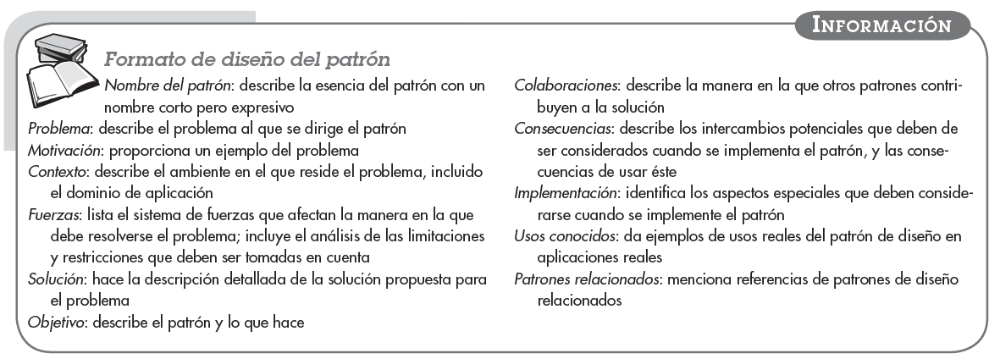 INFORMACIÓN
Formato de diseño del patrón
Nombre del patrón: describe la esencia del patrón con un
nombre corto pero expresivo
Problema: describe el problema al que se dirige el patrón
Motivación: proporciona un ejemplo del problema
Contexto: describe el ambiente en el que reside el problema, incluido
el dominio de aplicación
Fuerzas: lista el sistema de fuerzas que afectan la manera en la que
debe resolverse el problema; incluye el análisis de las limitaciones
y restricciones que deben ser tomadas en cuenta
Solución: hace la descripción detallada de la solución propuesta para
el problema
Objetivo: describe el patrón y lo que hace
Colaboraciones: describe la manera en la que otros patrones contri-
buyen a la solución
Consecuencias: describe los intercambios potenciales que deben de
ser considerados cuando se implementa el patrón, y las conse-
cuencias de usar éste
Implementación: identifica los aspectos especiales que deben conside-
rarse cuando se implemente el patrón
Usos conocidos: da ejemplos de usos reales del patrón de diseño en
aplicaciones reales
Patrones relacionados: menciona referencias de patrones de diseño
relacionados